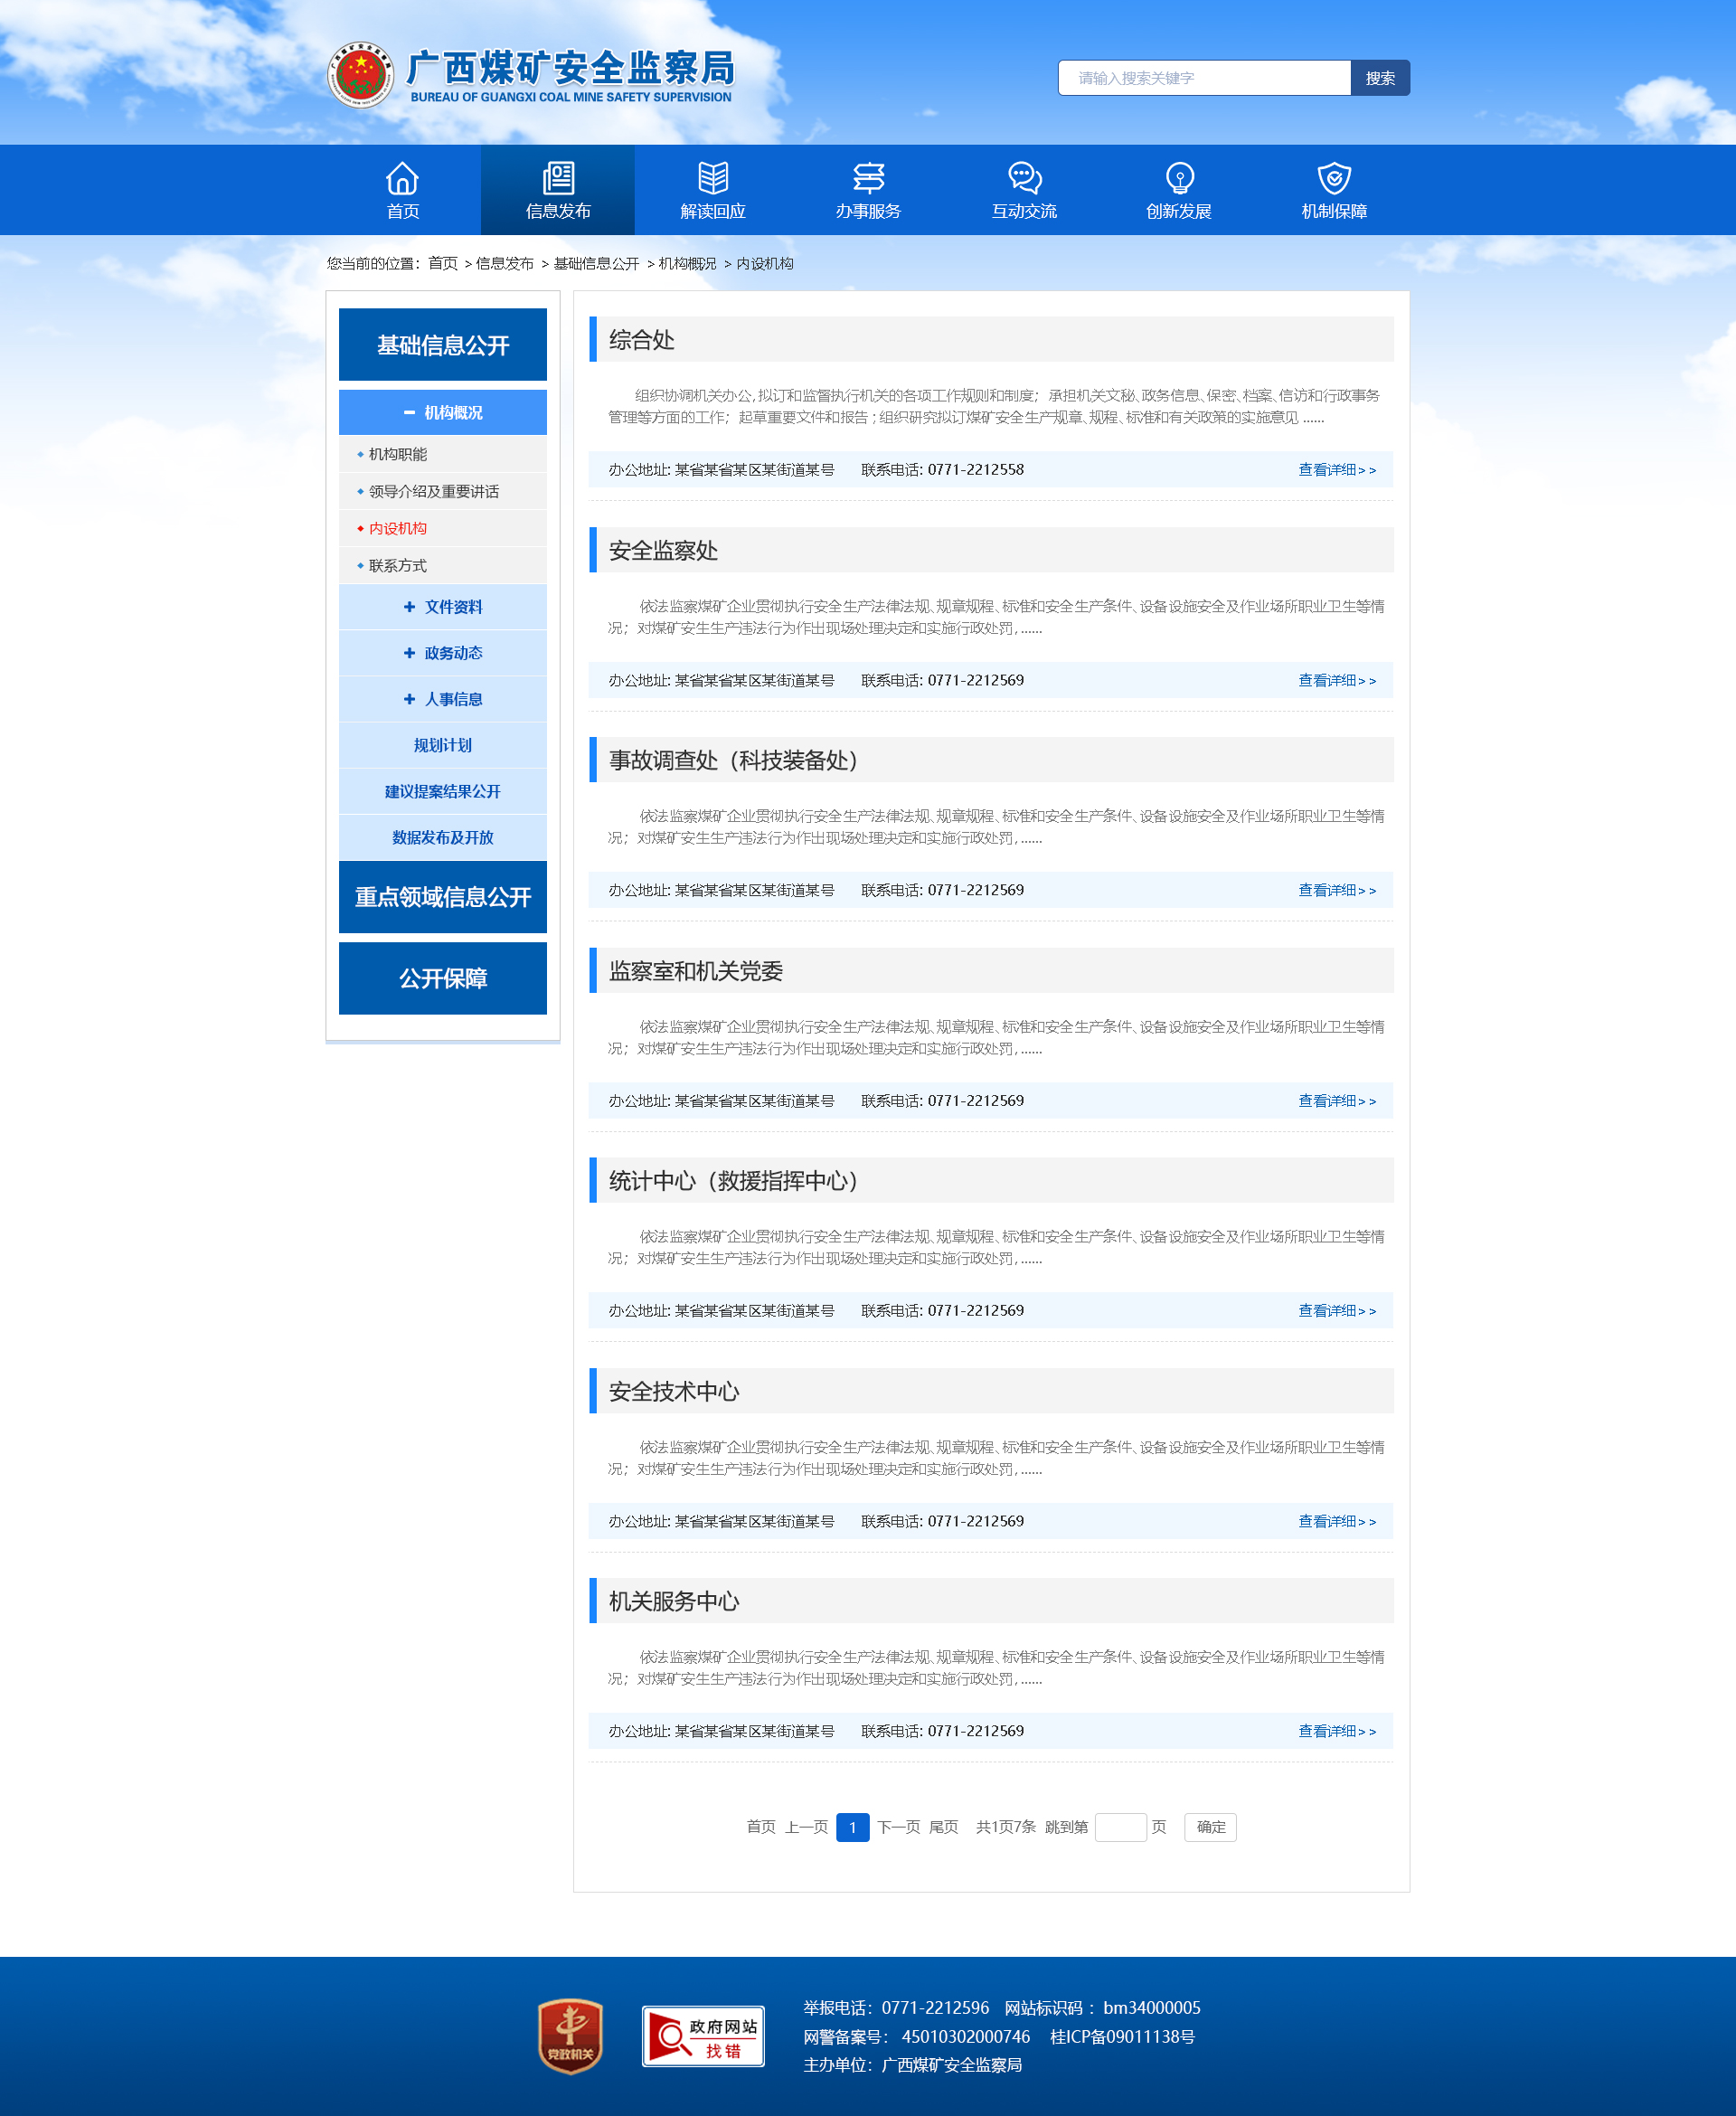 广西煤矿安全监察局
BUREAU OF GUANGXI COAL MINE SAFETY SUPERVISION
请输入搜索关键字 搜索
首页 信息发布 解读回应 办事服务 互动交流 创新发展 机制保障
您当前的位置：首页 > 信息发布 > 基础信息公开 > 机构概况 > 内设机构
基础信息公开
机构概况
机构职能
领导介绍及重要讲话
内设机构
联系方式
文件资料
政务动态
人事信息
规划计划
建议提案结果公开
数据发布及开放
重点领域信息公开
公开保障
综合处
组织协调机关办公,拟订和监督执行机关的各项工作规则和制度；承担机关文秘、政务信息、保密、档案、信访和行政事务
管理等方面的工作；起草重要文件和报告；组织研究拟订煤矿安全生产规章、规程、标准和有关政策的实施意见 ......
办公地址: 某省某省某区某街道某号 联系电话: 0771-2212558 查看详细>>
安全监察处
依法监察煤矿企业贯彻执行安全生产法律法规、规章规程、标准和安全生产条件、设备设施安全及作业场所职业卫生等情
况；对煤矿安生生产违法行为作出现场处理决定和实施行政处罚,......
办公地址: 某省某省某区某街道某号 联系电话: 0771-2212569 查看详细>>
事故调查处（科技装备处）
依法监察煤矿企业贯彻执行安全生产法律法规、规章规程、标准和安全生产条件、设备设施安全及作业场所职业卫生等情
况；对煤矿安生生产违法行为作出现场处理决定和实施行政处罚,......
办公地址: 某省某省某区某街道某号 联系电话: 0771-2212569 查看详细>>
监察室和机关党委
依法监察煤矿企业贯彻执行安全生产法律法规、规章规程、标准和安全生产条件、设备设施安全及作业场所职业卫生等情
况；对煤矿安生生产违法行为作出现场处理决定和实施行政处罚,......
办公地址: 某省某省某区某街道某号 联系电话: 0771-2212569 查看详细>>
统计中心（救援指挥中心）
依法监察煤矿企业贯彻执行安全生产法律法规、规章规程、标准和安全生产条件、设备设施安全及作业场所职业卫生等情
况；对煤矿安生生产违法行为作出现场处理决定和实施行政处罚,......
办公地址: 某省某省某区某街道某号 联系电话: 0771-2212569 查看详细>>
安全技术中心
依法监察煤矿企业贯彻执行安全生产法律法规、规章规程、标准和安全生产条件、设备设施安全及作业场所职业卫生等情
况；对煤矿安生生产违法行为作出现场处理决定和实施行政处罚,......
办公地址: 某省某省某区某街道某号 联系电话: 0771-2212569 查看详细>>
机关服务中心
依法监察煤矿企业贯彻执行安全生产法律法规、规章规程、标准和安全生产条件、设备设施安全及作业场所职业卫生等情
况；对煤矿安生生产违法行为作出现场处理决定和实施行政处罚,......
办公地址: 某省某省某区某街道某号 联系电话: 0771-2212569 查看详细>>
首页 上一页 1 下一页 尾页 共1页7条 跳到第 页 确定
党政机关
政府网站
找错
举报电话：0771-2212596 网站标识码 ：bm34000005
网警备案号： 45010302000746 桂ICP备09011138号
主办单位：广西煤矿安全监察局